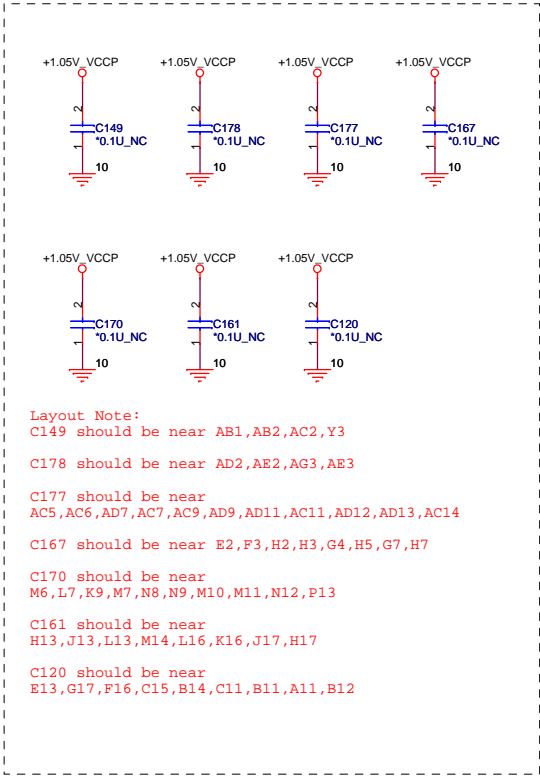 +1.05V_VCCP +1.05V_VCCP +1.05V_VCCP +1.05V_VCCP
2 2 2 2
C149 C178 C177 C167
*0.1U_NC *0.1U_NC *0.1U_NC *0.1U_NC
1 1 1 1
10 10 10 10
+1.05V_VCCP +1.05V_VCCP +1.05V_VCCP
2 2 2
C170 C161 C120
*0.1U_NC *0.1U_NC *0.1U_NC
1 1 1
10 10 10
Layout Note:
C149 should be near AB1,AB2,AC2,Y3
C178 should be near AD2,AE2,AG3,AE3
C177 should be near
AC5,AC6,AD7,AC7,AC9,AD9,AD11,AC11,AD12,AD13,AC14
C167 should be near E2,F3,H2,H3,G4,H5,G7,H7
C170 should be near
M6,L7,K9,M7,N8,N9,M10,M11,N12,P13
C161 should be near
H13,J13,L13,M14,L16,K16,J17,H17
C120 should be near
E13,G17,F16,C15,B14,C11,B11,A11,B12